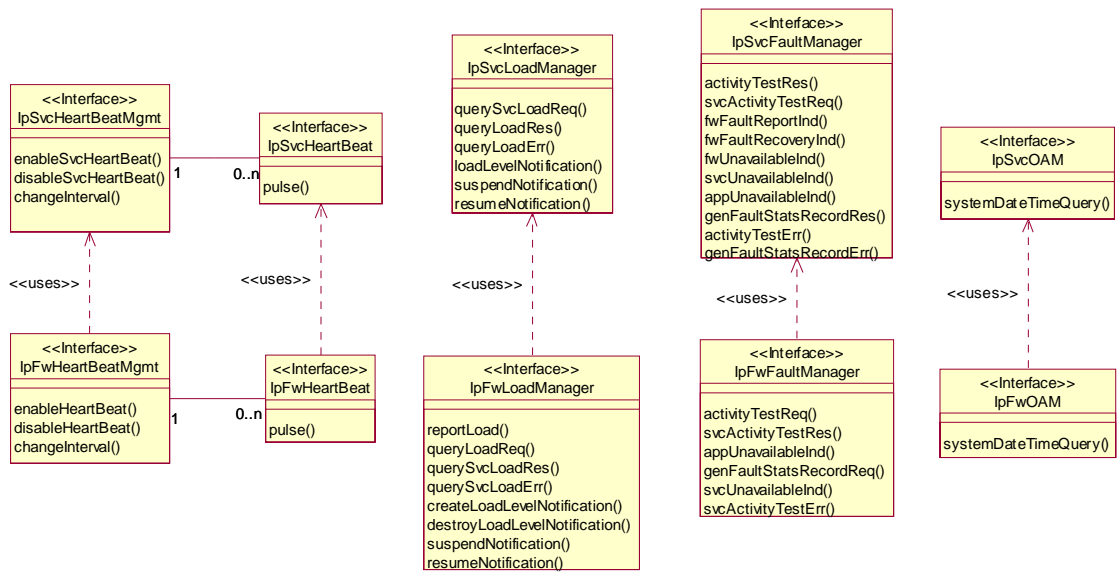 <<Interface>>
IpSvcHeartBeatMgmt
enableSvcHeartBeat()
disableSvcHeartBeat()
changeInterval()
1
0..n
<<Interface>>
IpSvcHeartBeat
pulse()
<<Interface>>
IpSvcLoadManager
querySvcLoadReq()
queryLoadRes()
queryLoadErr()
loadLevelNotification()
suspendNotification()
resumeNotification()
<<Interface>>
IpSvcFaultManager
activityTestRes()
svcActivityTestReq()
fwFaultReportInd()
fwFaultRecoveryInd()
fwUnavailableInd()
svcUnavailableInd()
appUnavailableInd()
genFaultStatsRecordRes()
activityTestErr()
genFaultStatsRecordErr()
<<Interface>>
IpSvcOAM
systemDateTimeQuery()
<<uses>>
<<uses>>
<<uses>>
<<uses>>
<<uses>>
<<Interface>>
IpFwHeartBeatMgmt
enableHeartBeat()
disableHeartBeat()
changeInterval()
1
0..n
<<Interface>>
IpFwHeartBeat
pulse()
<<Interface>>
IpFwLoadManager
reportLoad()
queryLoadReq()
querySvcLoadRes()
querySvcLoadErr()
createLoadLevelNotification()
destroyLoadLevelNotification()
suspendNotification()
resumeNotification()
<<Interface>>
IpFwFaultManager
activityTestReq()
svcActivityTestRes()
appUnavailableInd()
genFaultStatsRecordReq()
svcUnavailableInd()
svcActivityTestErr()
<<Interface>>
IpFwOAM
systemDateTimeQuery()